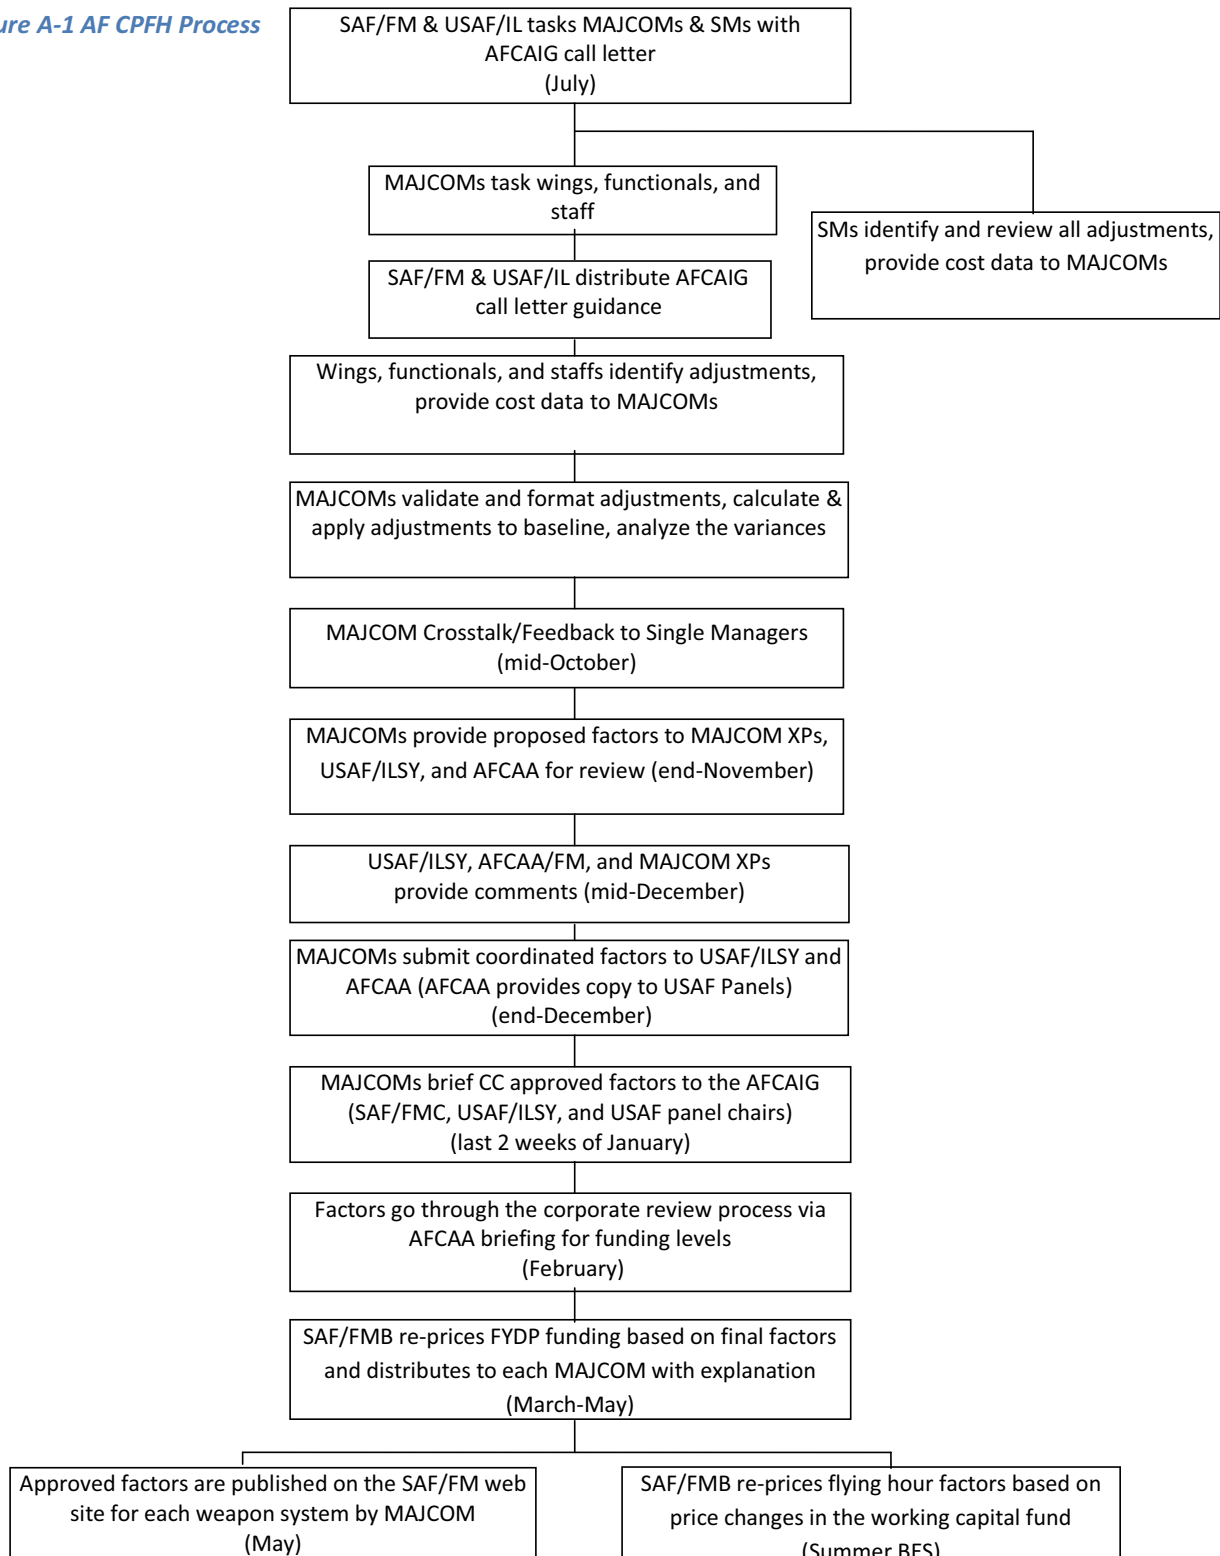 ure A-1 AF CPFH Process
SAF/FM & USAF/IL tasks MAJCOMs & SMs with
AFCAIG call letter
(July)
MAJCOMs task wings, functionals, and
staff
SMs identify and review all adjustments,
provide cost data to MAJCOMs
SAF/FM & USAF/IL distribute AFCAIG
call letter guidance
Wings, functionals, and staffs identify adjustments,
provide cost data to MAJCOMs
MAJCOMs validate and format adjustments, calculate &
apply adjustments to baseline, analyze the variances
MAJCOM Crosstalk/Feedback to Single Managers
(mid-October)
MAJCOMs provide proposed factors to MAJCOM XPs,
USAF/ILSY, and AFCAA for review (end-November)
USAF/ILSY, AFCAA/FM, and MAJCOM XPs
provide comments (mid-December)
MAJCOMs submit coordinated factors to USAF/ILSY and
AFCAA (AFCAA provides copy to USAF Panels)
(end-December)
MAJCOMs brief CC approved factors to the AFCAIG
(SAF/FMC, USAF/ILSY, and USAF panel chairs)
(last 2 weeks of January)
Factors go through the corporate review process via
AFCAA briefing for funding levels
(February)
SAF/FMB re-prices FYDP funding based on final factors
and distributes to each MAJCOM with explanation
(March-May)
Approved factors are published on the SAF/FM web
site for each weapon system by MAJCOM
(May)
SAF/FMB re-prices flying hour factors based on
price changes in the working capital fund
(Summer BES)